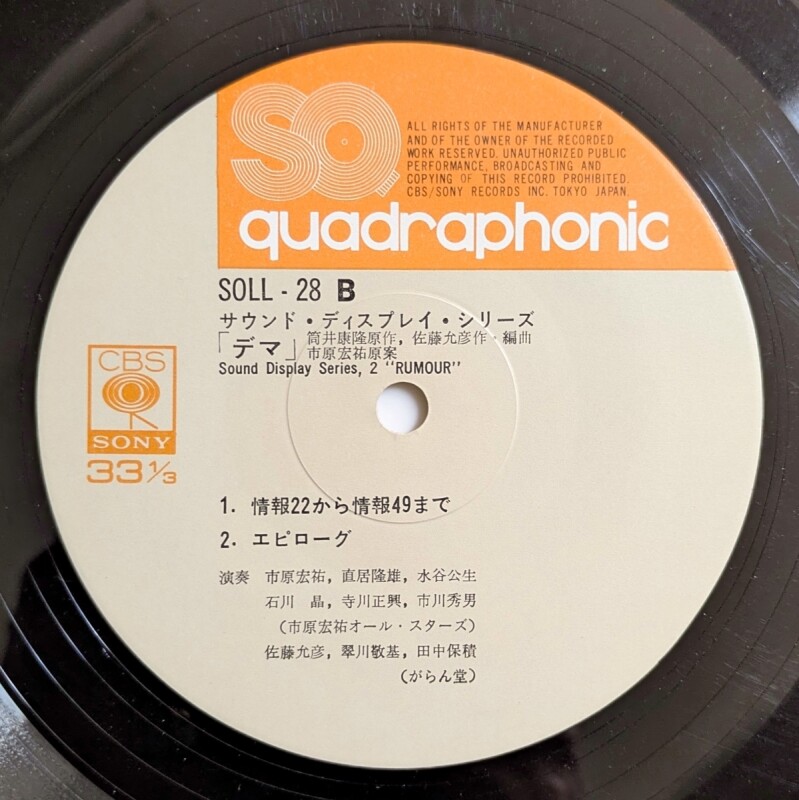 SQ
ALL RIGHTS OF THE MANUFACTURER
AND OF THE OWNER OF THE RECORDED
WORK RESERVED. UNAUTHORIZED PUBLIC
PERFORMANCE, BROADCASTING AND
COPYING OF THIS RECORD PROHIBITED.
CBS/SONY RECORDS INC. TOKYO JAPAN.
quadraphonic
SOLL - 28 B
サウンド・ディスプレイ・シリーズ
「デマ」筒井康隆原作, 佐藤允彦作・編曲
市原宏祐原案
Sound Display Series, 2 “RUMOUR”
CBS
SONY
33 1/3
1. 情報22から情報49まで
2. エピローグ
演奏 市原宏祐, 直居隆雄, 水谷公生
石川 晶, 寺川正興, 市川秀男
(市原宏祐オール・スターズ)
佐藤允彦, 翠川敬基, 田中保積
(がらん堂)